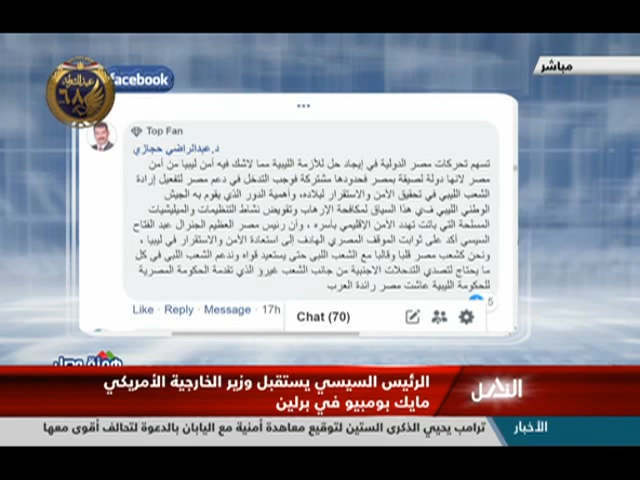 مباشر
facebook
Top Fan
د.عبدالراضي حجازي
تسهم تحركات مصر الدولية في إيجاد حل للأزمة الليبية مما لاشك فيه أمن ليبيا من أمن
مصر لانها دولة لصيقة بمصر فحدودها مشتركة فوجب التدخل في دعم مصر لتفعيل إرادة
الشعب الليبي في تحقيق الأمن والاستقرار لبلاده، وأهمية الدور الذي يقوم به الجيش
الوطني الليبي في هذا السياق لمكافحة الإرهاب وتقويض نشاط التنظيمات والميليشيات
المسلحة التي باتت تهدد الأمن الإقليمي بأسره ، وأن رئيس مصر العظيم الجنرال عبد الفتاح
السيسي أكد على ثوابت الموقف المصري الهادف إلى استعادة الأمن والاستقرار في ليبيا ،
ونحن كشعب مصر قلبا وقالبا مع الشعب اللبي حتى يستعيد قواه وندعم الشعب اللبي في كل
ما يحتاج لتصدي التدحلات الاجنبية من جانب الشعب غيرؤ الذي تقدمة الحكومة المصرية
للحكومة الليبية عاشت مصر رائدة العرب
5
Like · Reply · Message · 17h
Chat (70)
الرئيس السيسي يستقبل وزير الخارجية الأمريكي
مايك بومبيو في برلين
الأخبار
ترامب يحيي الذكرى الستين لتوقيع معاهدة أمنية مع اليابان بالدعوة لتحالف أقوى معها